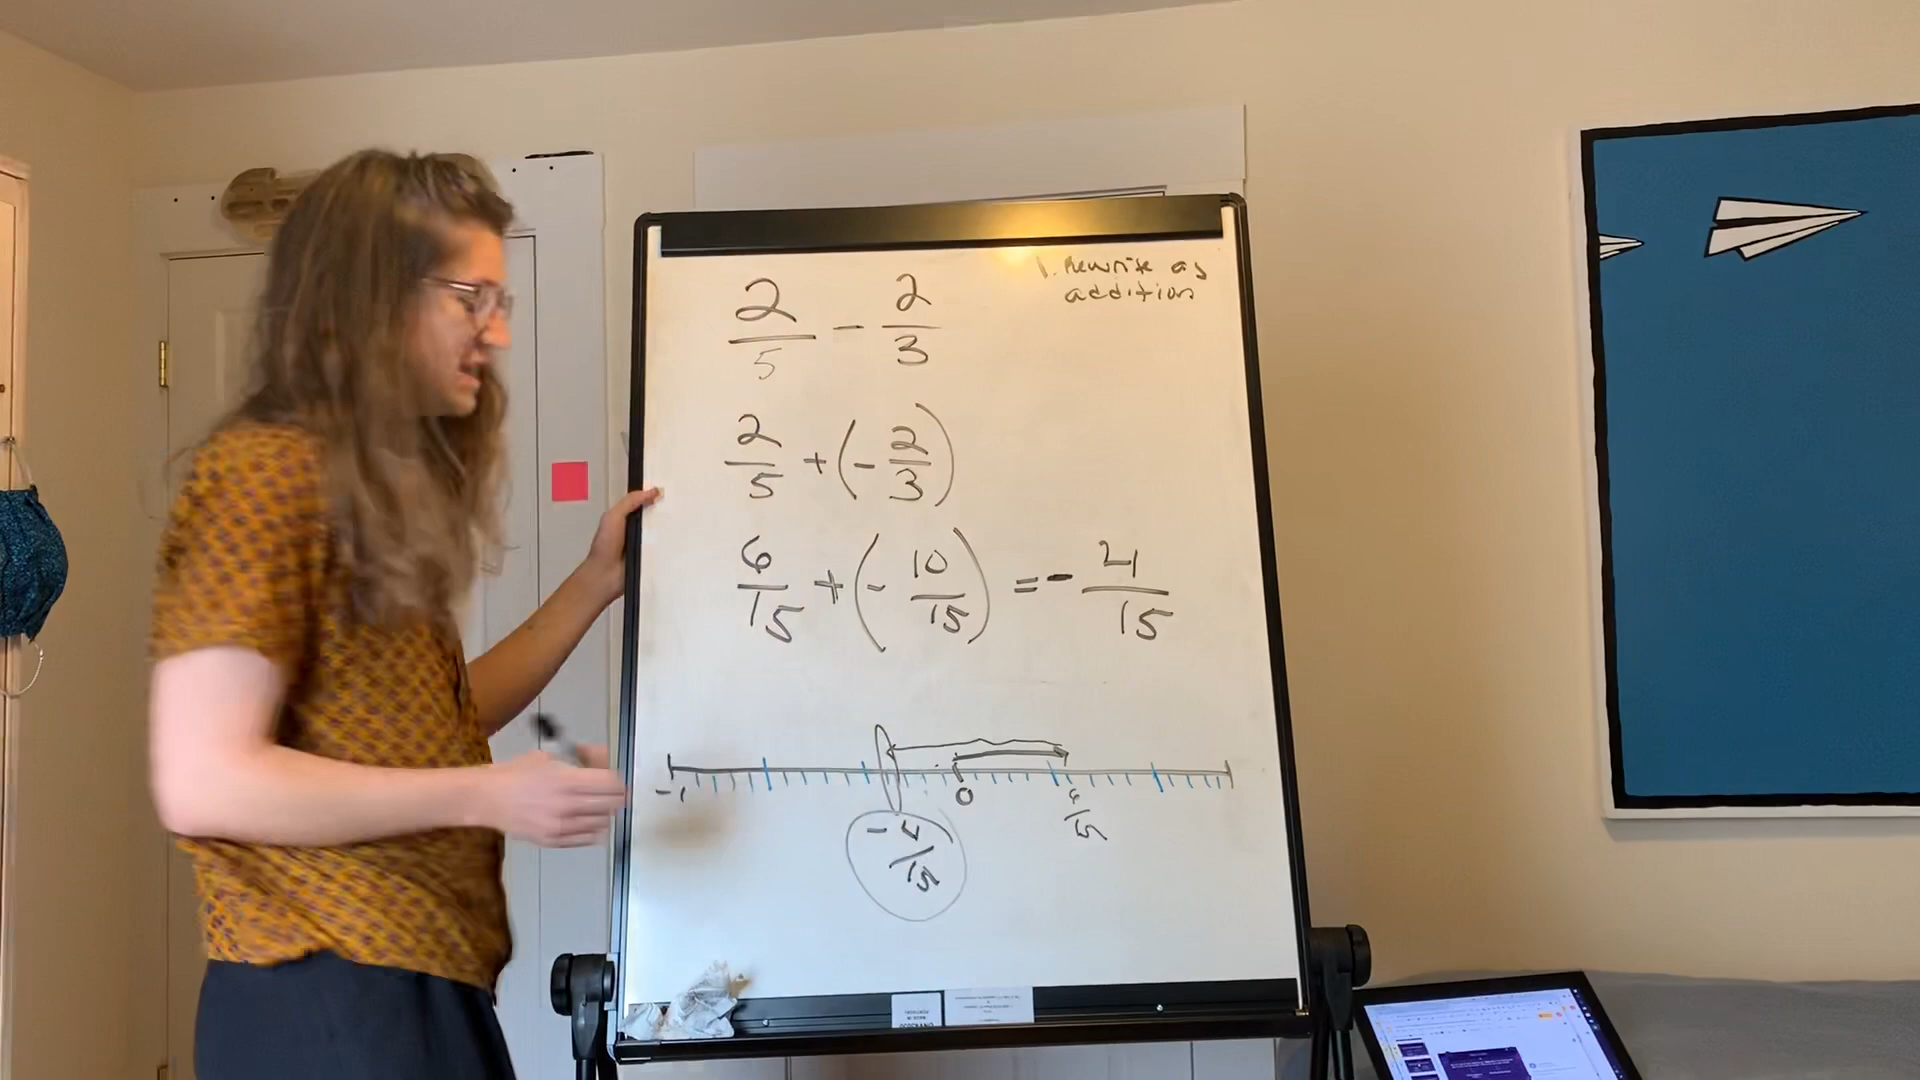 1. Rewrite as
addition
2/5 - 2/3
2/5 + (- 2/3)
6/15 + (- 10/15) = - 4/15
-1 0 6/15
- 4/15